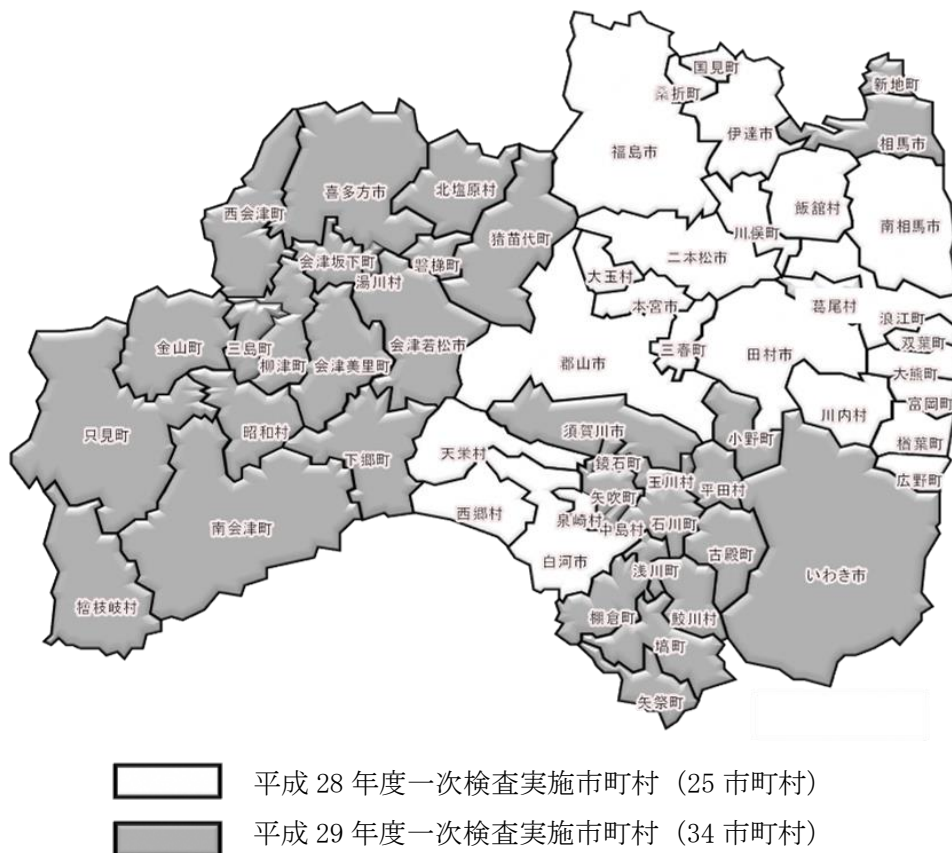 国見町
桑折町
新地町
伊達市
相馬市
福島市
喜多方市
北塩原村
飯舘村
西会津町
南相馬市
猪苗代町
川俣町
二本松市
会津坂下町
磐梯町
湯川村
大玉村
葛尾村
本宮市
浪江町
双葉町
金山町
三島町
会津若松市
三春町
田村市
柳津町
会津美里町
郡山市
大熊町
富岡町
川内村
只見町
昭和村
須賀川市
小野町
楢葉町
下郷町
天栄村
鏡石町
玉川村
平田村
広野町
矢吹町
西郷村
泉崎村
中島村
石川町
南会津町
古殿町
白河市
浅川町
いわき市
檜枝岐村
棚倉町
鮫川村
塙町
矢祭町
平成 28 年度一次検査実施市町村 (25 市町村)
平成 29 年度一次検査実施市町村 (34 市町村)